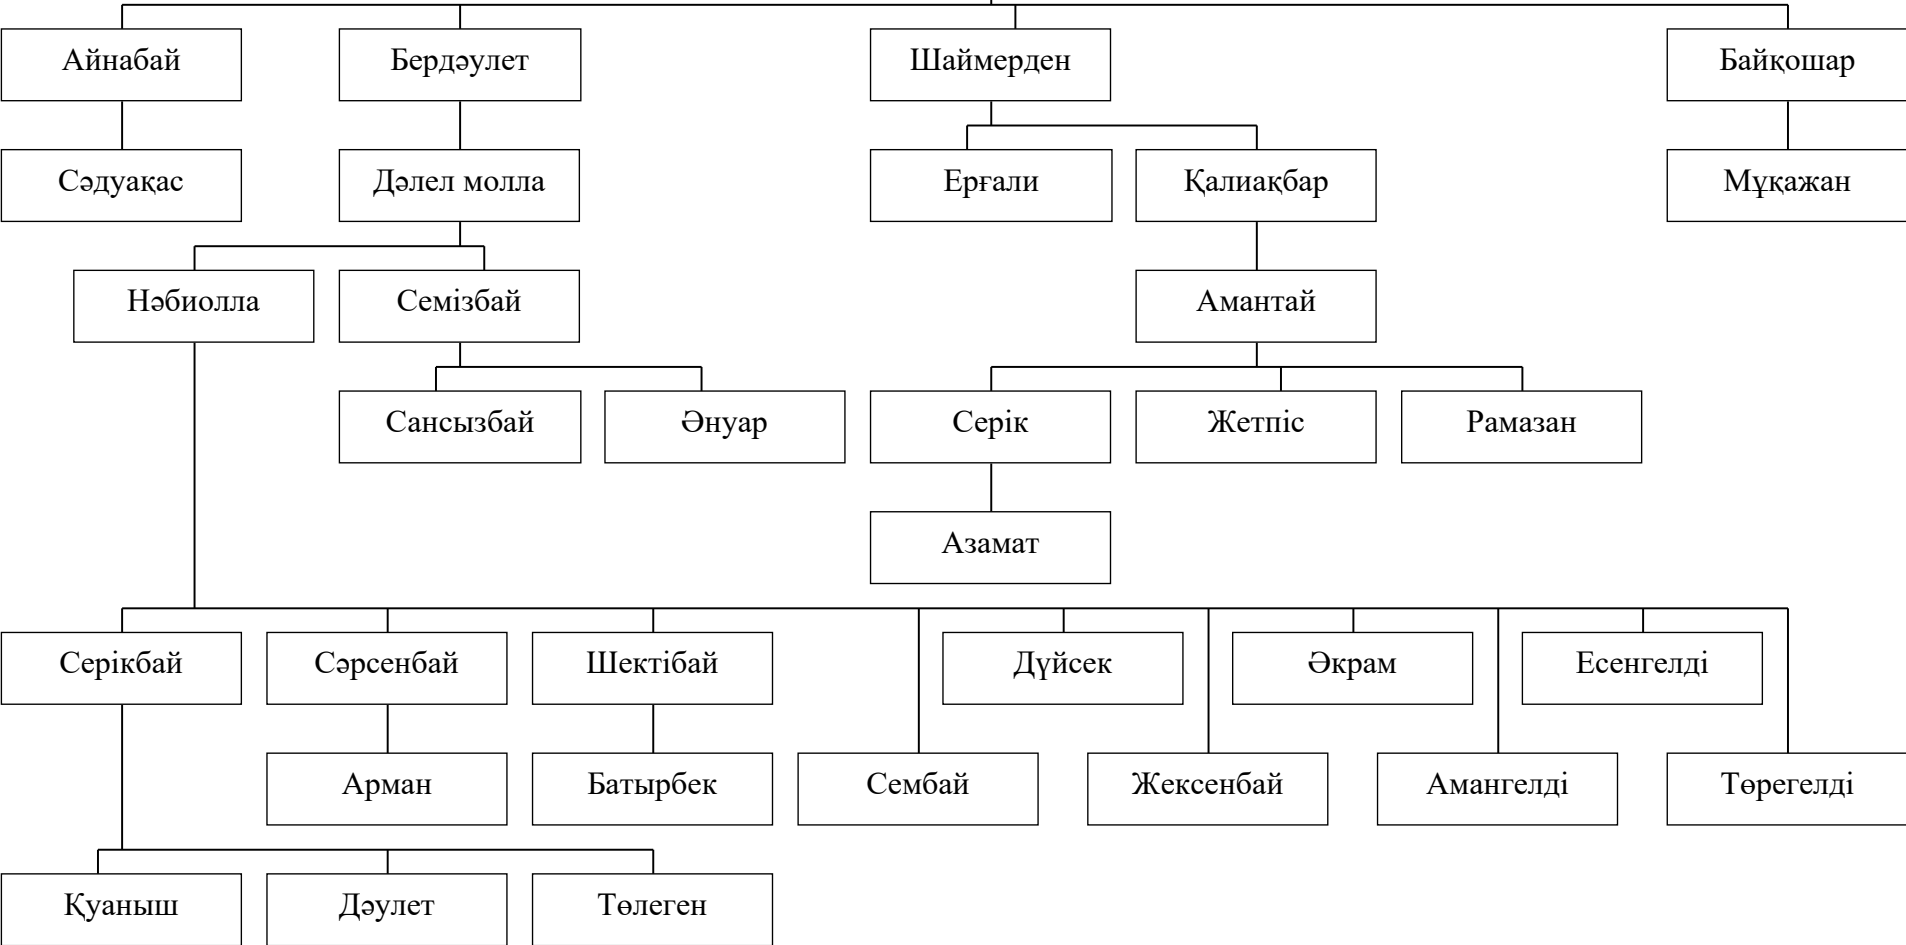 Айнабай
Бердәулет
Шаймерден
Байқошар
Сәдуақас
Дәлел молла
Ерғали
Қалиақбар
Мұқажан
Нәбиолла
Семізбай
Амантай
Сансызбай
Әнуар
Серік
Жетпіс
Рамазан
Азамат
Серікбай
Сәрсенбай
Шектібай
Дүйсек
Әкрам
Есенгелді
Арман
Батырбек
Сембай
Жексенбай
Амангелді
Төрегелді
Қуаныш
Дәулет
Төлеген